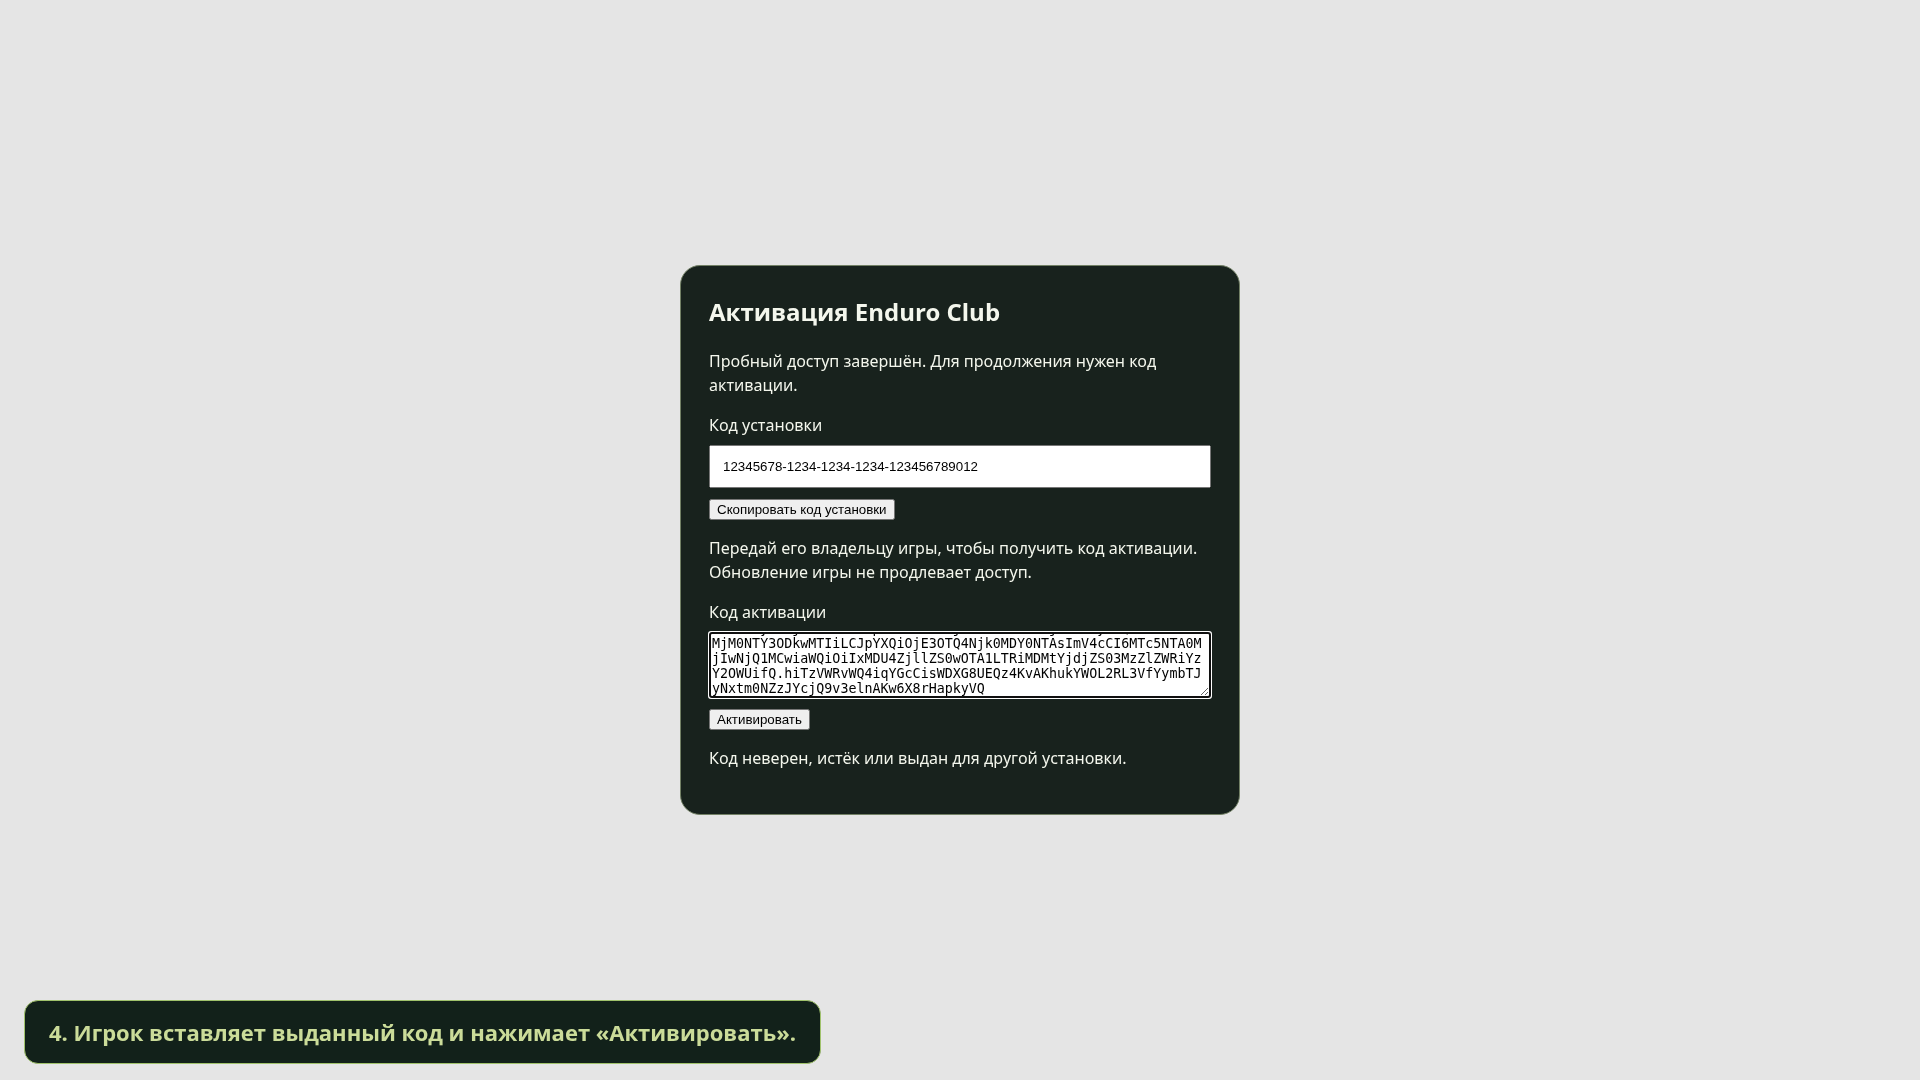 Активация Enduro Club
Пробный доступ завершён. Для продолжения нужен код
активации.
Код установки
12345678-1234-1234-1234-123456789012
Скопировать код установки
Передай его владельцу игры, чтобы получить код активации.
Обновление игры не продлевает доступ.
Код активации
MjM0NTY3ODkwMTIiLCJpYXQiOjE3OTQ4Njk0MDY0NTAsImV4cCI6MTc5NTA0M
jIwNjQ1MCwiaWQiOiIxMDU4ZjllZS0wOTA1LTRiMDMtYjdjZS03MzZlZWRiYz
Y2OWUifQ.hiTzVWRvWQ4iqYGcCisWDXG8UEQz4KvAKhukYWOL2RL3VfYymbTJ
yNxtm0NZzJYcjQ9v3elnAKw6X8rHapkyVQ
Активировать
Код неверен, истёк или выдан для другой установки.
4. Игрок вставляет выданный код и нажимает «Активировать».